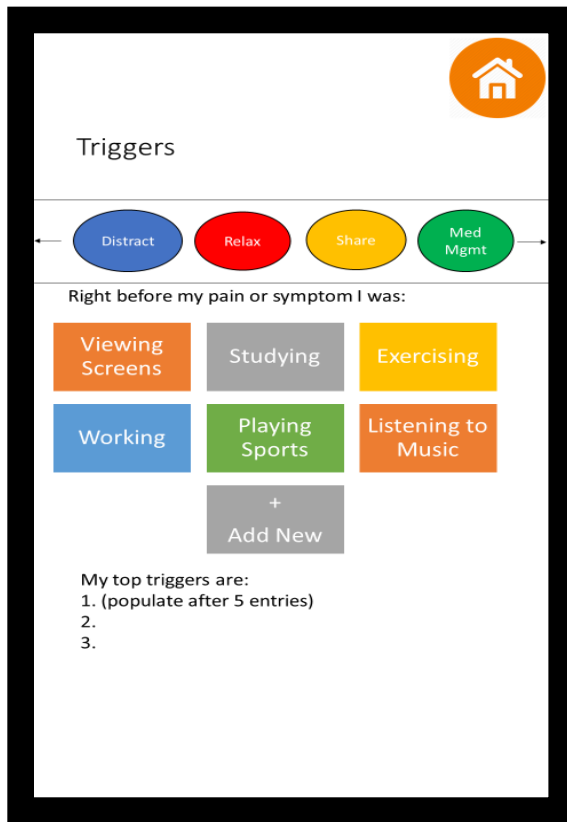 Triggers
Distract
Relax
Share
Med
Mgmt
Right before my pain or symptom I was:
Viewing
Screens
Studying
Exercising
Working
Playing
Sports
Listening to
Music
+
Add New
My top triggers are:
1. (populate after 5 entries)
2.
3.